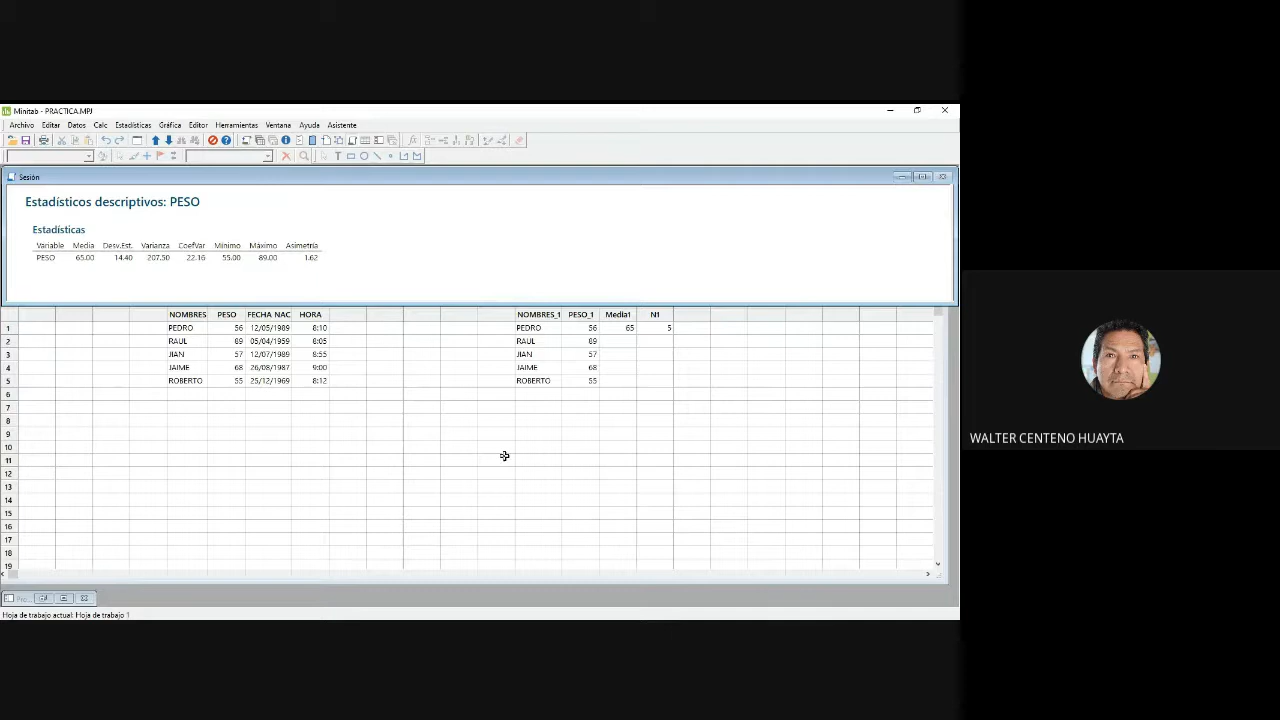 Minitab - PRACTICA.MPJ
Archivo Editar Datos Calc Estadísticas Gráfica Editor Herramientas Ventana Ayuda Asistente
Sesión
Estadísticos descriptivos: PESO
Estadísticas
Variable Media Desv.Est. Varianza CoefVar Mínimo Máximo Asimetría
PESO 65.00 14.40 207.50 22.16 55.00 89.00 1.62
NOMBRES PESO FECHA NAC HORA NOMBRES_1 PESO_1 Media1 N1
1 PEDRO 56 12/05/1989 8:10 PEDRO 56 65 5
2 RAUL 89 05/04/1959 8:05 RAUL 89
3 JIAN 57 12/07/1989 8:55 JIAN 57
4 JAIME 68 26/08/1987 9:00 JAIME 68
5 ROBERTO 55 25/12/1969 8:12 ROBERTO 55
6
7
8
9
10
11
12
13
14
15
16
17
18
19
Hoja de trabajo actual: Hoja de trabajo 1
WALTER CENTENO HUAYTA